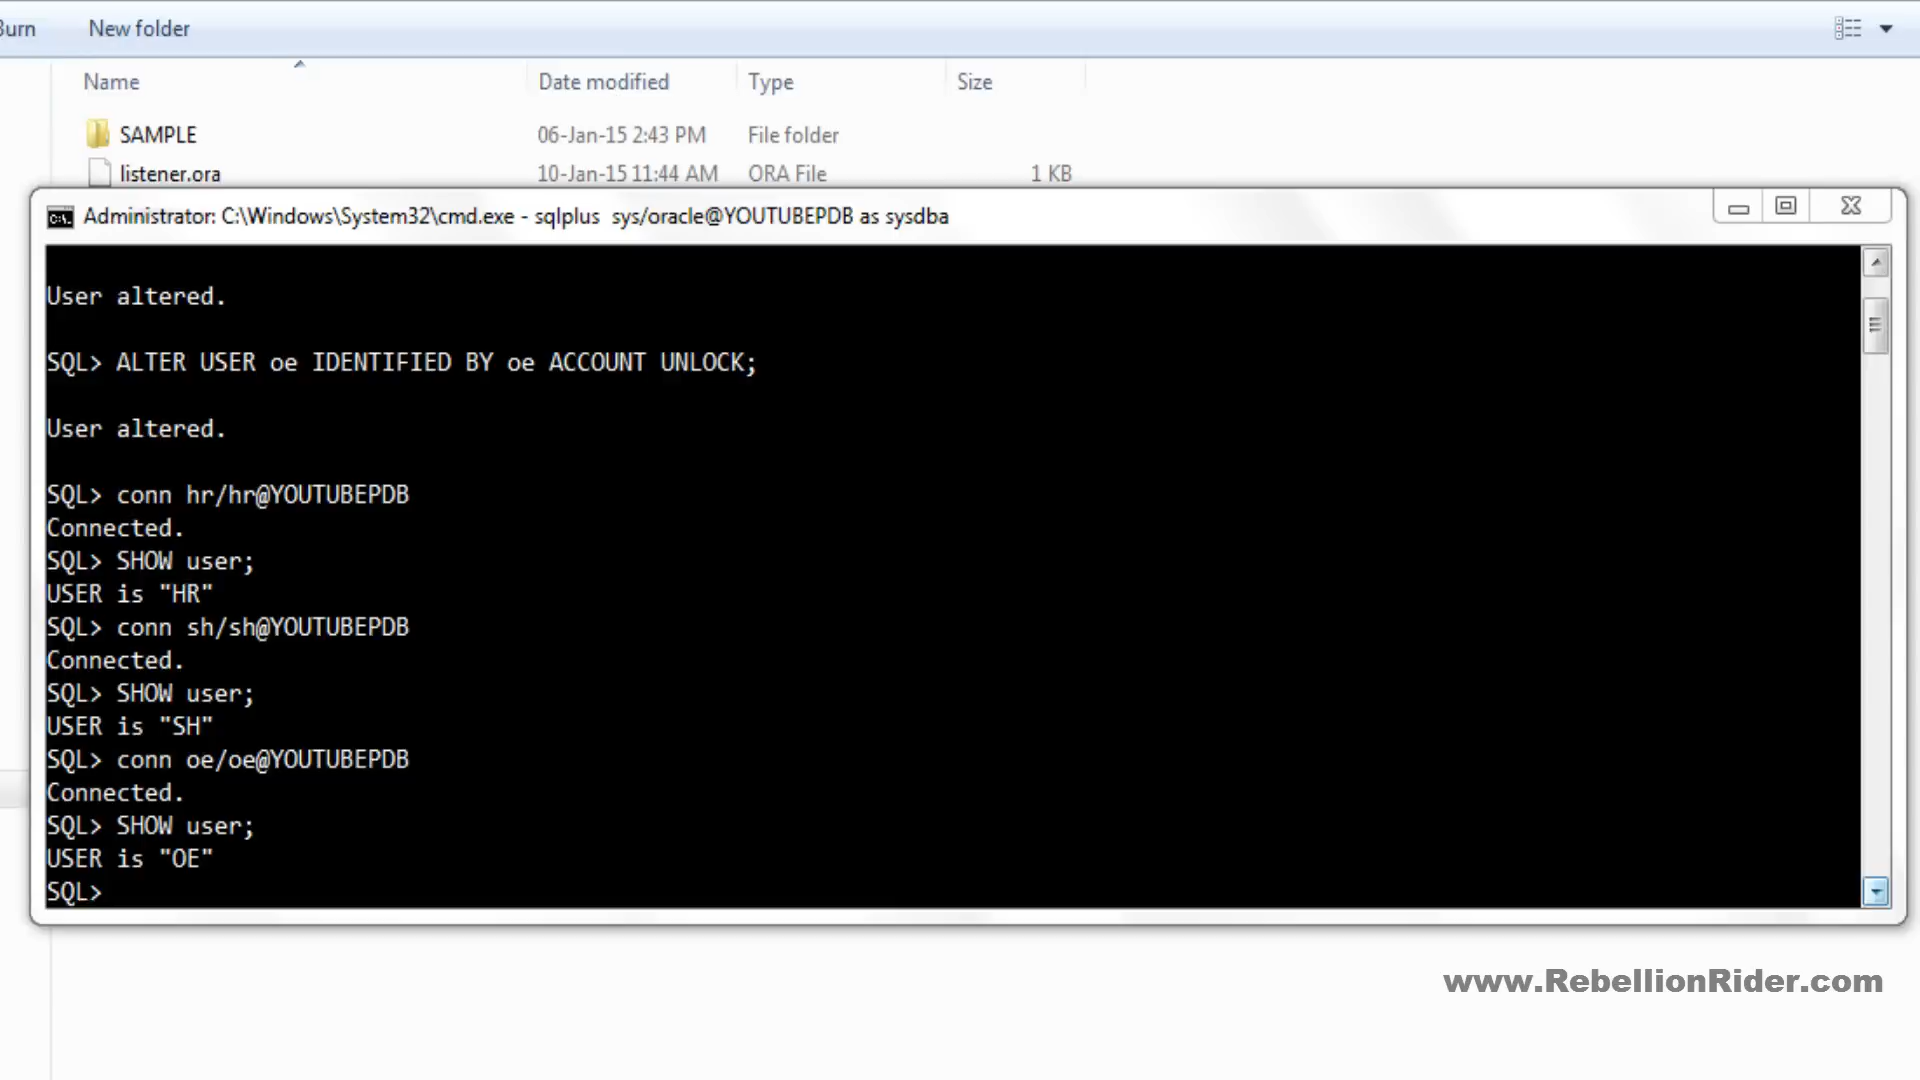 Burn New folder
Name Date modified Type Size
SAMPLE 06-Jan-15 2:43 PM File folder
listener.ora 10-Jan-15 11:44 AM ORA File 1 KB
Administrator: C:\Windows\System32\cmd.exe - sqlplus sys/oracle@YOUTUBEPDB as sysdba
User altered.
SQL> ALTER USER oe IDENTIFIED BY oe ACCOUNT UNLOCK;
User altered.
SQL> conn hr/hr@YOUTUBEPDB
Connected.
SQL> SHOW user;
USER is "HR"
SQL> conn sh/sh@YOUTUBEPDB
Connected.
SQL> SHOW user;
USER is "SH"
SQL> conn oe/oe@YOUTUBEPDB
Connected.
SQL> SHOW user;
USER is "OE"
SQL>
www.RebellionRider.com